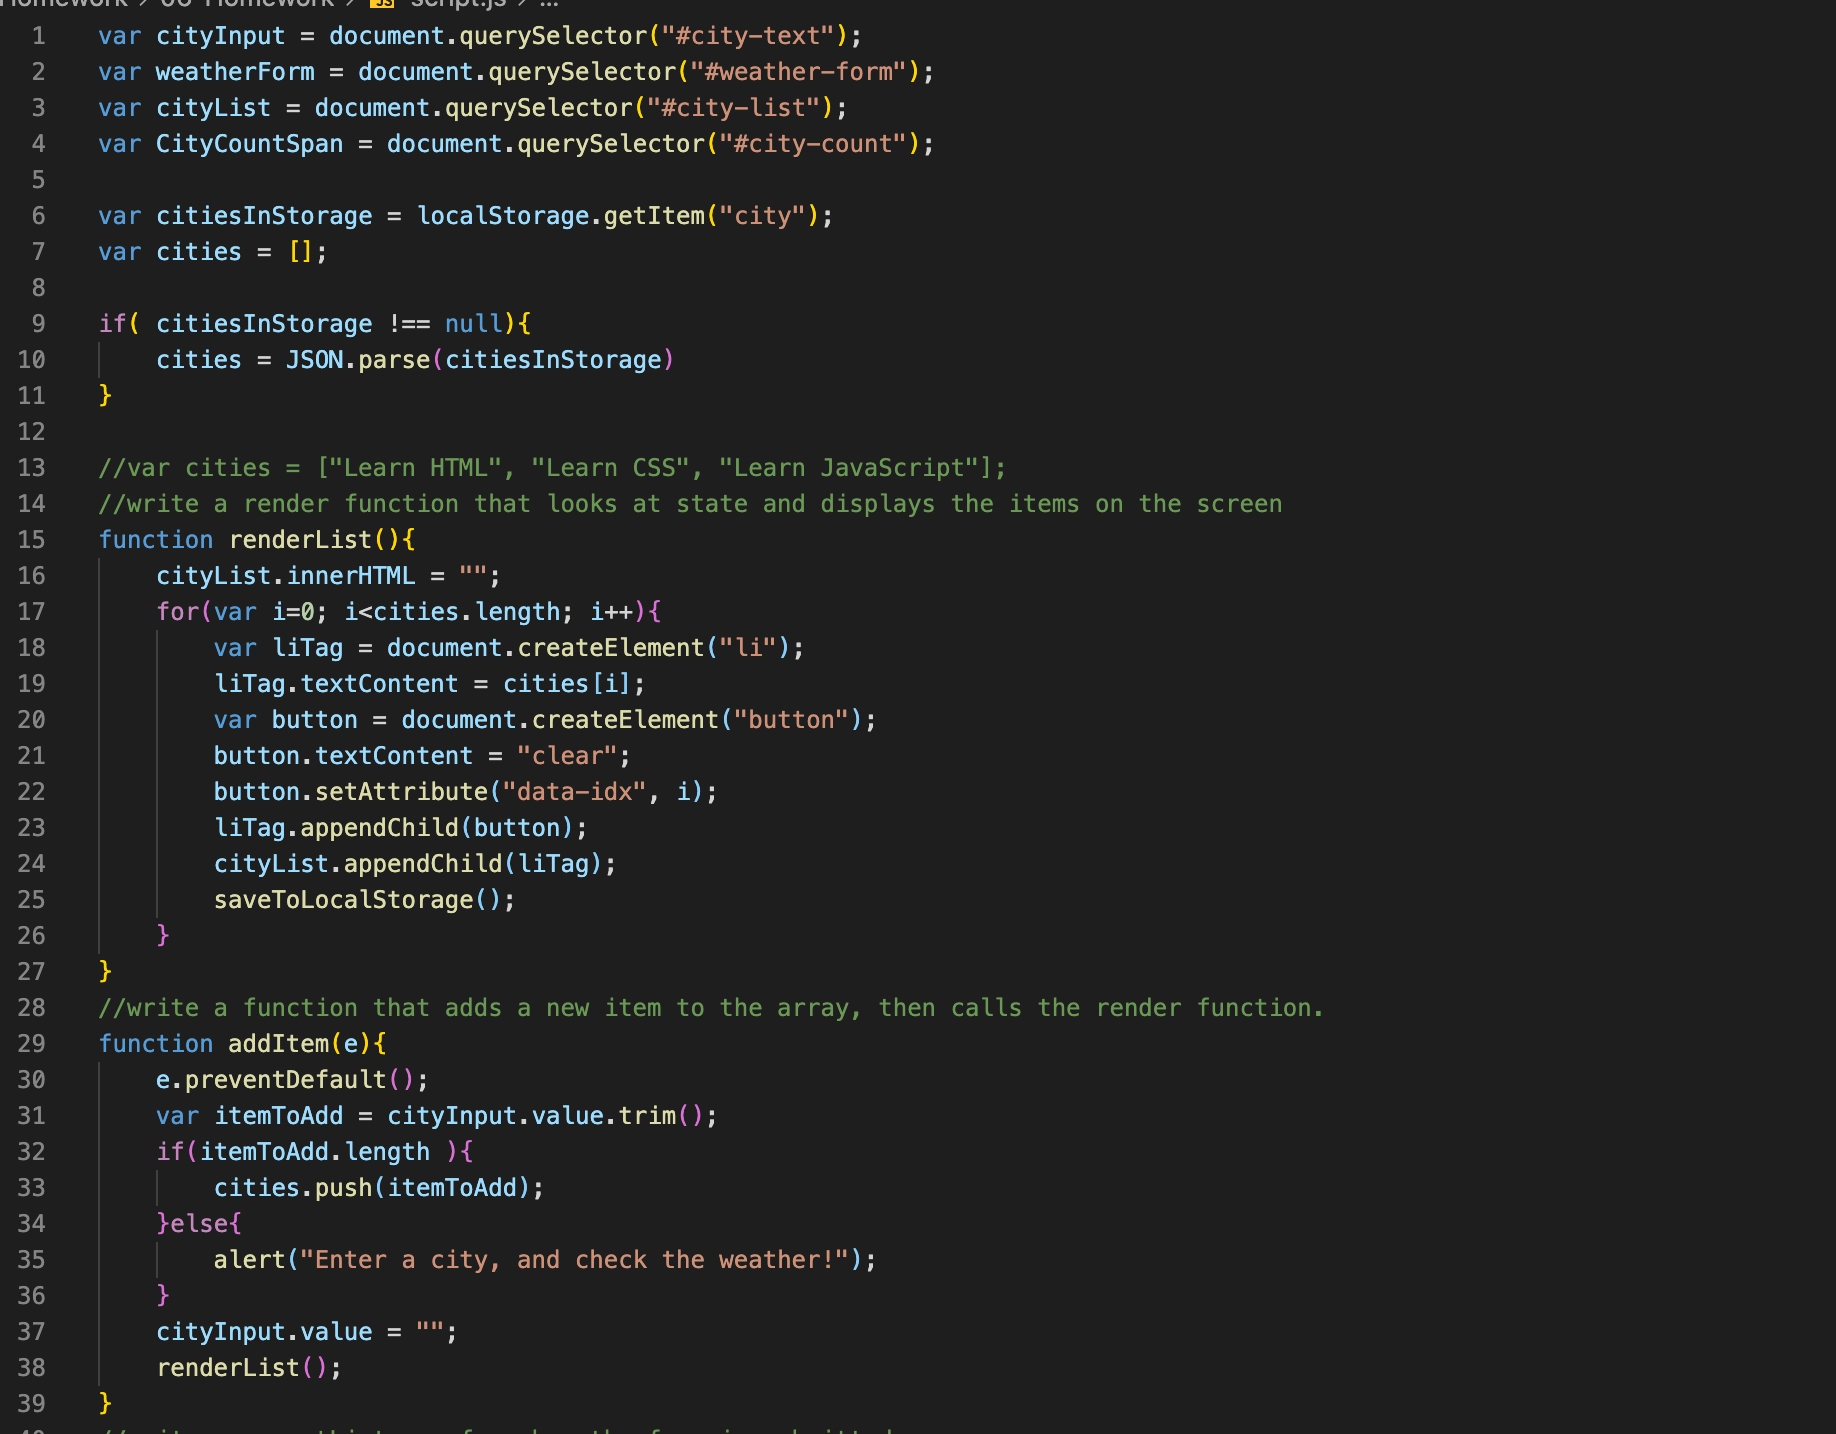 Homework > 06-Homework > JS script.js > ...
1 var cityInput = document.querySelector("#city-text");
2 var weatherForm = document.querySelector("#weather-form");
3 var cityList = document.querySelector("#city-list");
4 var CityCountSpan = document.querySelector("#city-count");
5
6 var citiesInStorage = localStorage.getItem("city");
7 var cities = [];
8
9 if( citiesInStorage !== null){
10 cities = JSON.parse(citiesInStorage)
11 }
12
13 //var cities = ["Learn HTML", "Learn CSS", "Learn JavaScript"];
14 //write a render function that looks at state and displays the items on the screen
15 function renderList(){
16 cityList.innerHTML = "";
17 for(var i=0; i<cities.length; i++){
18 var liTag = document.createElement("li");
19 liTag.textContent = cities[i];
20 var button = document.createElement("button");
21 button.textContent = "clear";
22 button.setAttribute("data-idx", i);
23 liTag.appendChild(button);
24 cityList.appendChild(liTag);
25 saveToLocalStorage();
26 }
27 }
28 //write a function that adds a new item to the array, then calls the render function.
29 function addItem(e){
30 e.preventDefault();
31 var itemToAdd = cityInput.value.trim();
32 if(itemToAdd.length ){
33 cities.push(itemToAdd);
34 }else{
35 alert("Enter a city, and check the weather!");
36 }
37 cityInput.value = "";
38 renderList();
39 }